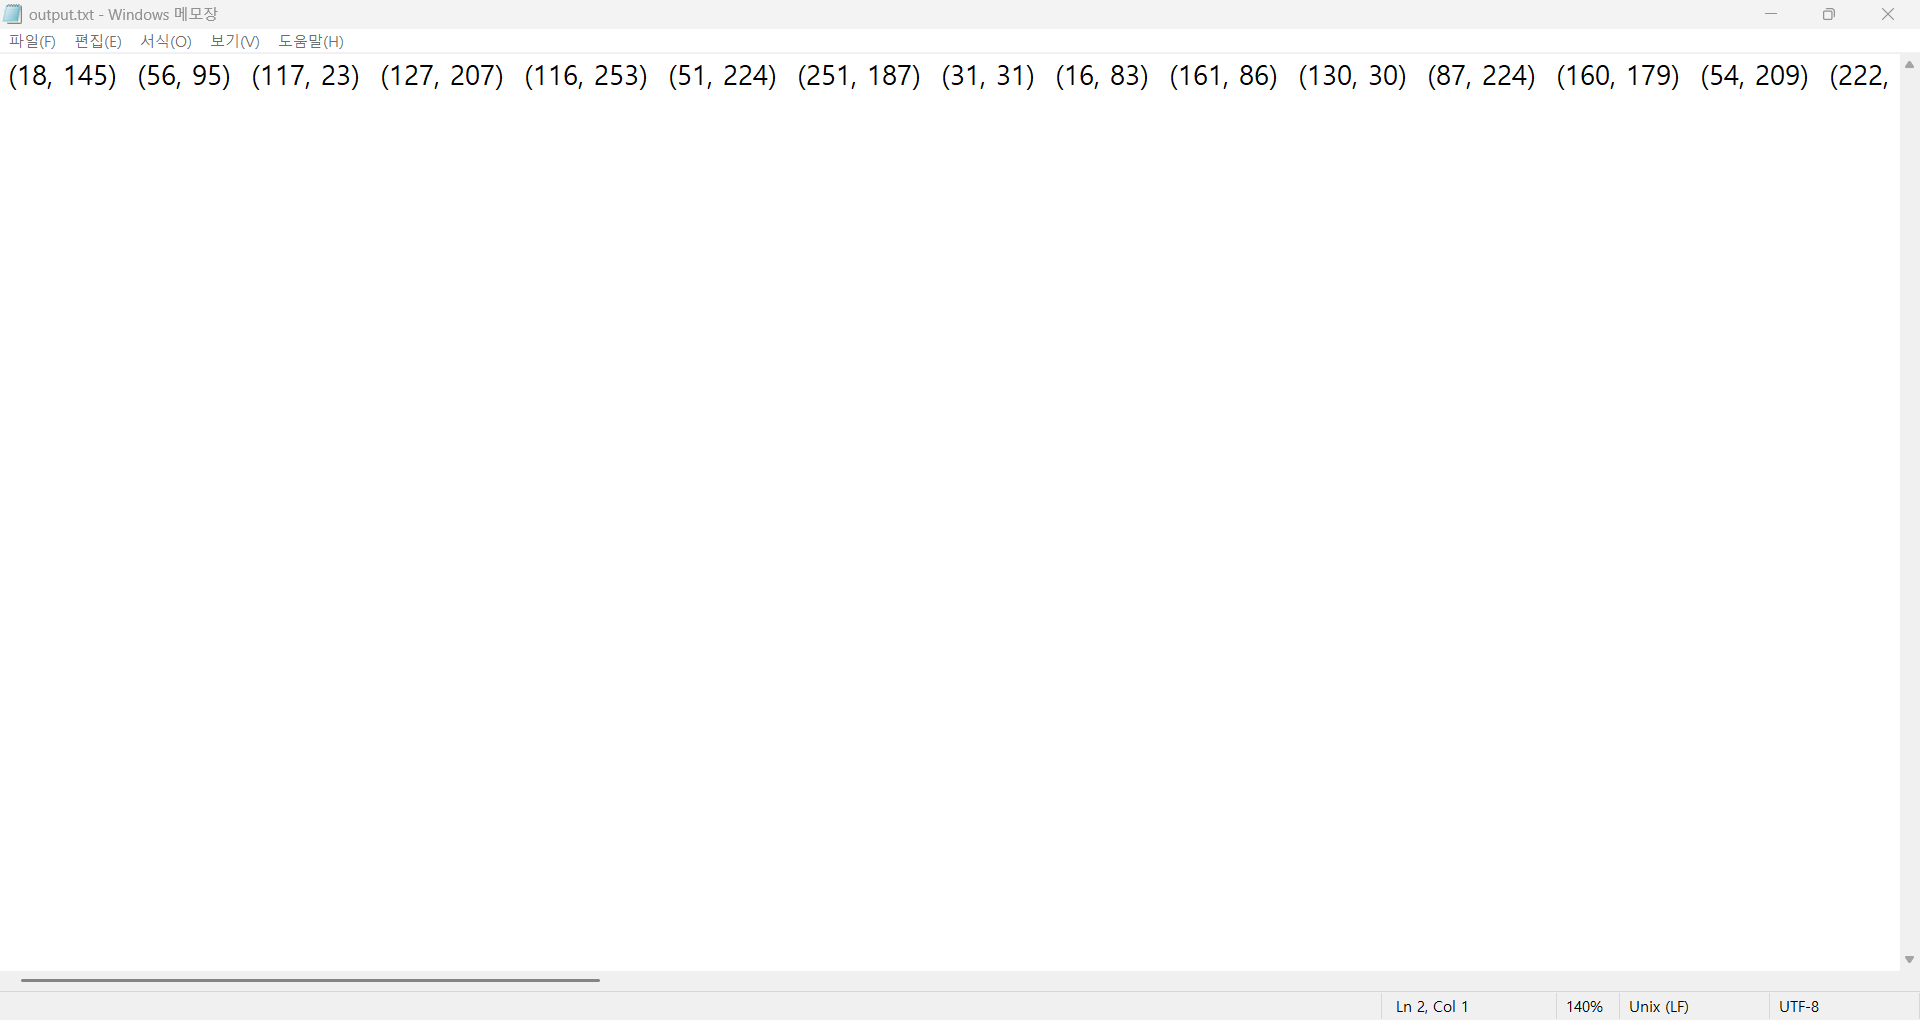 output.txt - Windows 메모장
파일(F) 편집(E) 서식(O) 보기(V) 도움말(H)
(18, 145) (56, 95) (117, 23) (127, 207) (116, 253) (51, 224) (251, 187) (31, 31) (16, 83) (161, 86) (130, 30) (87, 224) (160, 179) (54, 209) (222,
Ln 2, Col 1 140% Unix (LF) UTF-8